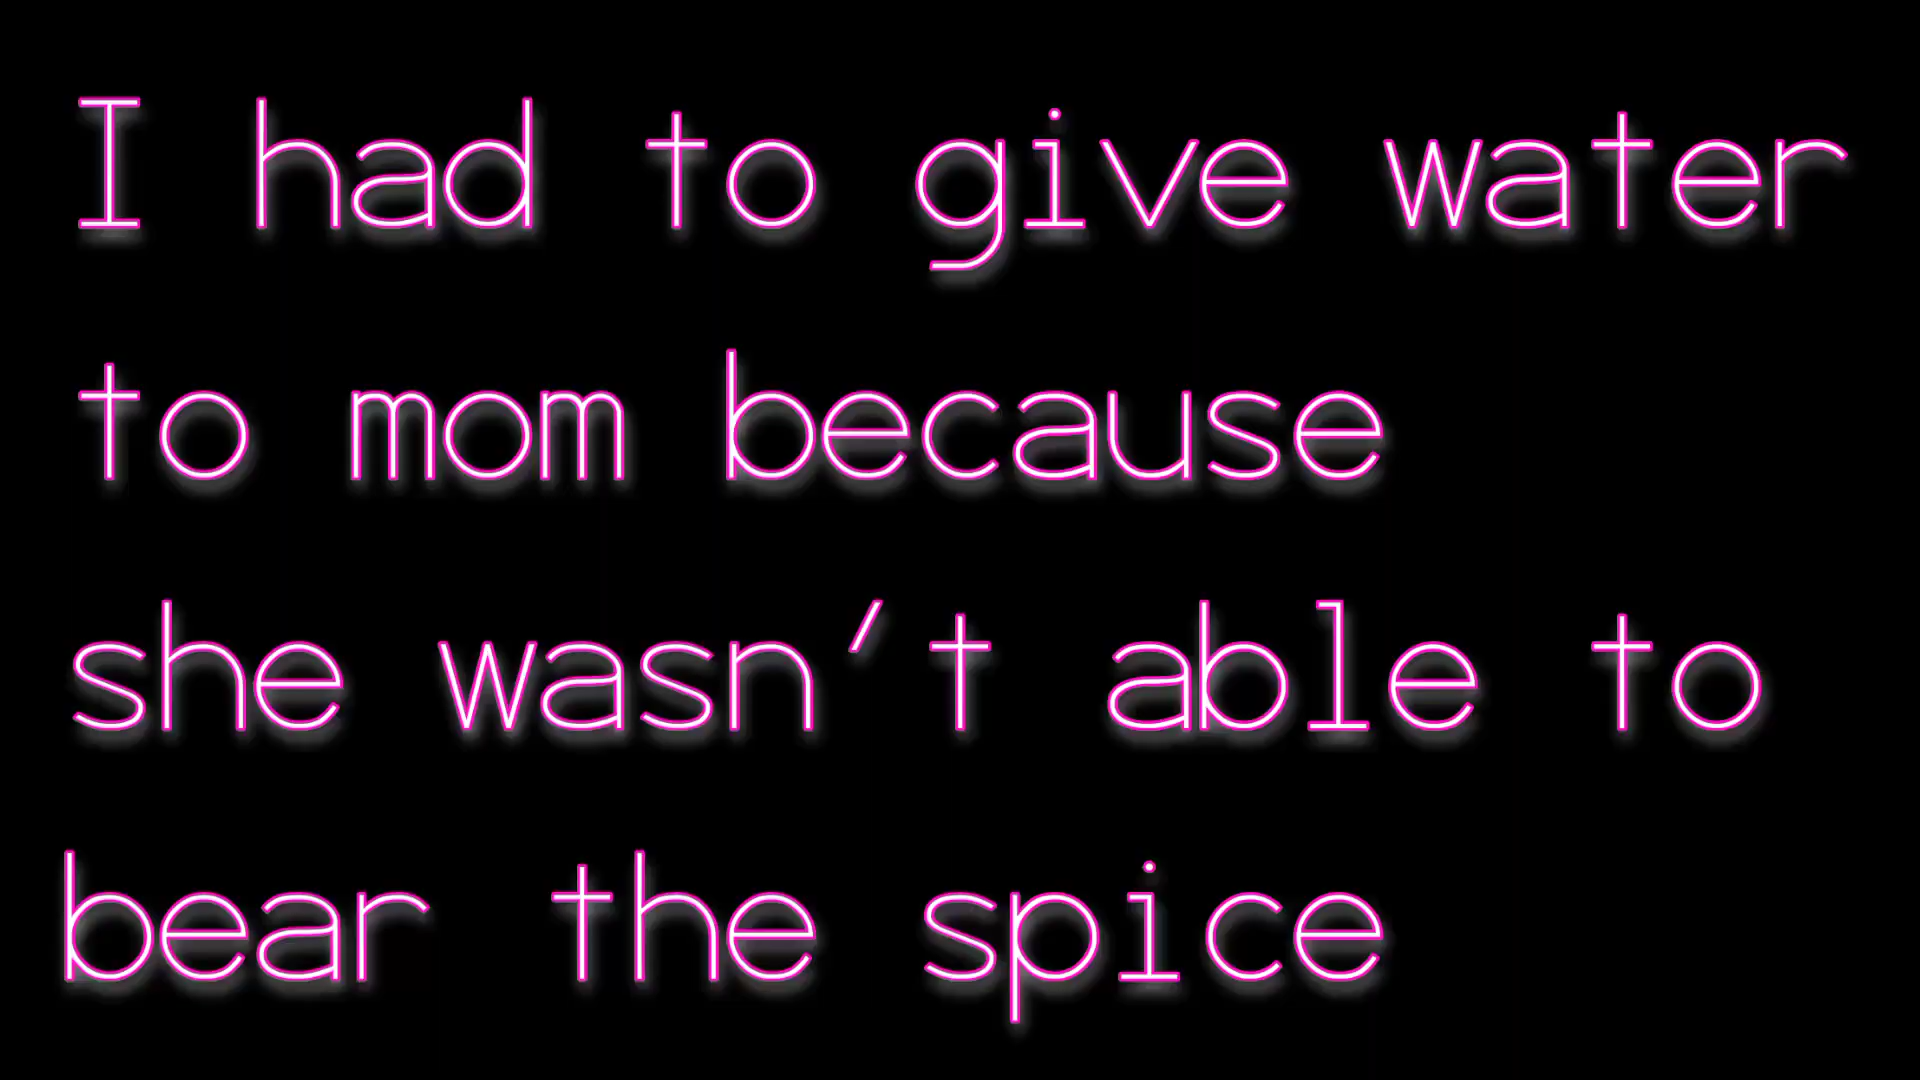 I had to give water
to mom because
she wasn't able to
bear the spice